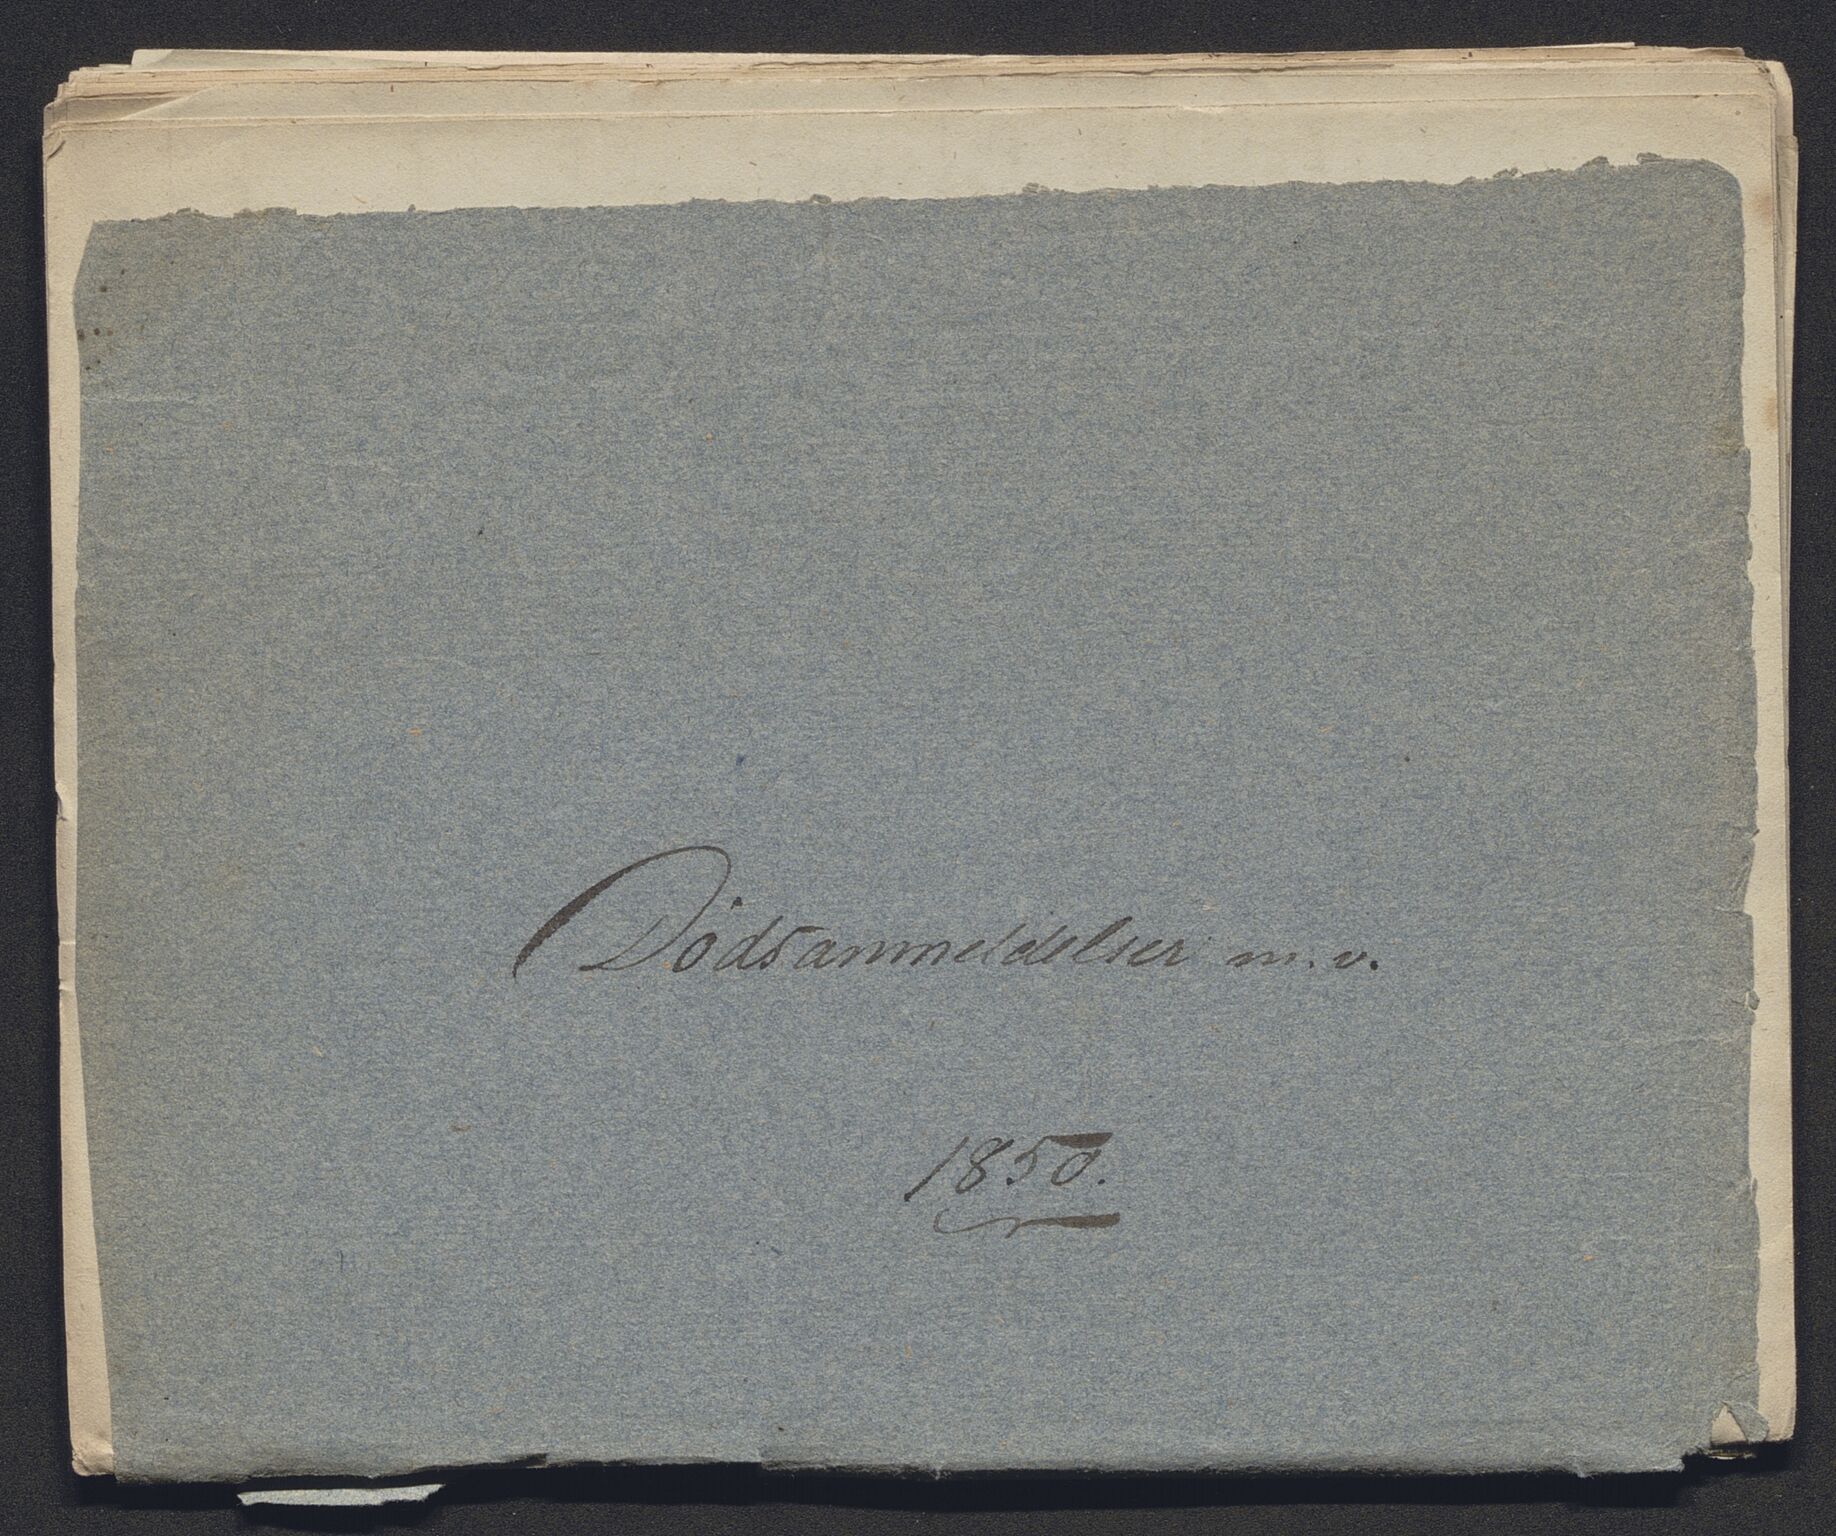 Dödsanmeldelser m. v.
1850.